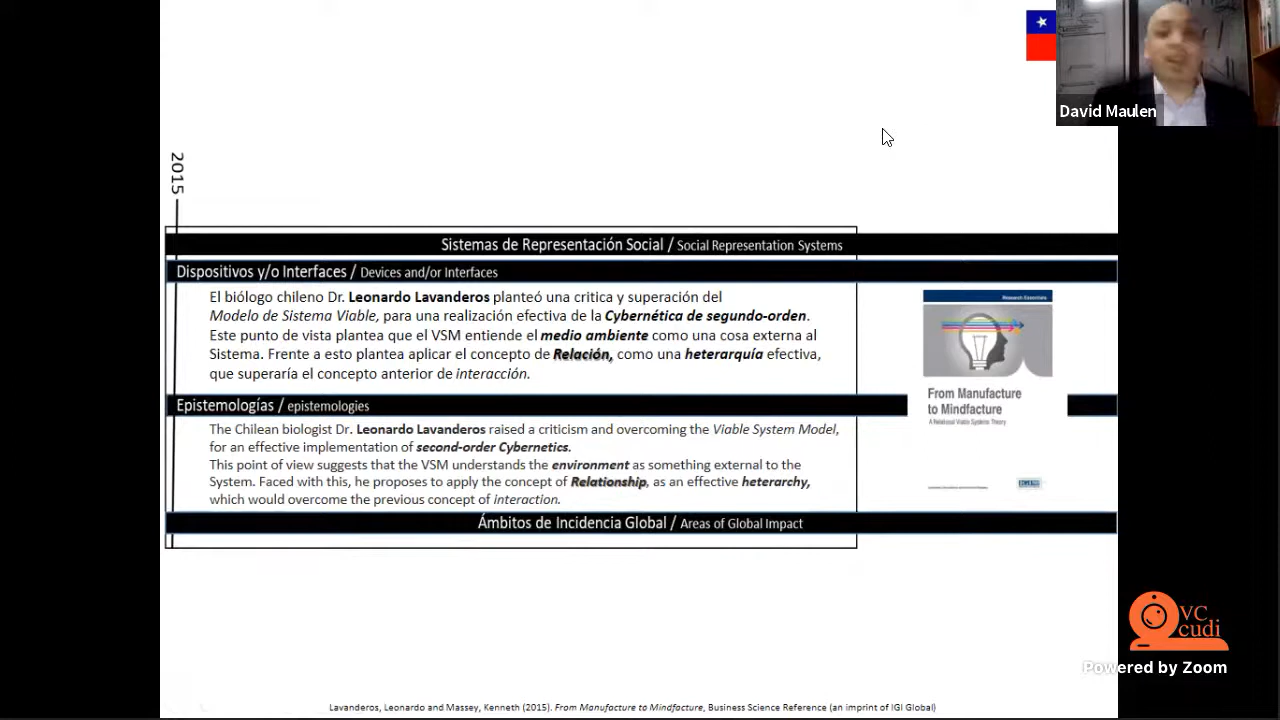 David Maulen
2015
Sistemas de Representación Social / Social Representation Systems
Dispositivos y/o Interfaces / Devices and/or Interfaces
El biólogo chileno Dr. Leonardo Lavanderos planteó una critica y superación del
Modelo de Sistema Viable, para una realización efectiva de la Cybernética de segundo-orden.
Este punto de vista plantea que el VSM entiende el medio ambiente como una cosa externa al
Sistema. Frente a esto plantea aplicar el concepto de Relación, como una heterarquía efectiva,
que superaría el concepto anterior de interacción.
Research Essentials
From Manufacture
to Mindfacture
A Relational Viable Systems Theory
Epistemologías / epistemologies
The Chilean biologist Dr. Leonardo Lavanderos raised a criticism and overcoming the Viable System Model,
for an effective implementation of second-order Cybernetics.
This point of view suggests that the VSM understands the environment as something external to the
System. Faced with this, he proposes to apply the concept of Relationship, as an effective heterarchy,
which would overcome the previous concept of interaction.
Ámbitos de Incidencia Global / Areas of Global Impact
VC
cudi
Powered by Zoom
Lavanderos, Leonardo and Massey, Kenneth (2015). From Manufacture to Mindfacture, Business Science Reference (an imprint of IGI Global)